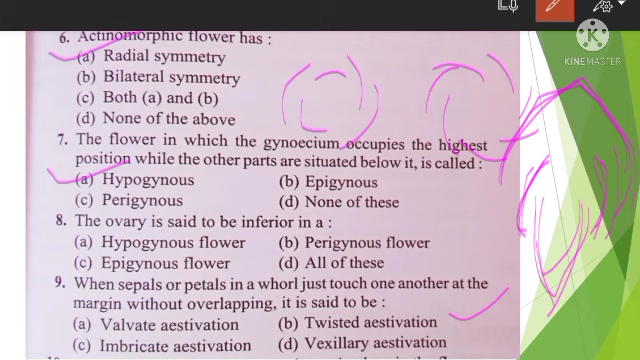 KINEMASTER
6. Actinomorphic flower has :
(a) Radial symmetry
(b) Bilateral symmetry
(c) Both (a) and (b)
(d) None of the above
7. The flower in which the gynoecium occupies the highest
position while the other parts are situated below it, is called :
(a) Hypogynous (b) Epigynous
(c) Perigynous (d) None of these
8. The ovary is said to be inferior in a :
(a) Hypogynous flower (b) Perigynous flower
(c) Epigynous flower (d) All of these
9. When sepals or petals in a whorl just touch one another at the
margin without overlapping, it is said to be :
(a) Valvate aestivation (b) Twisted aestivation
(c) Imbricate aestivation (d) Vexillary aestivation